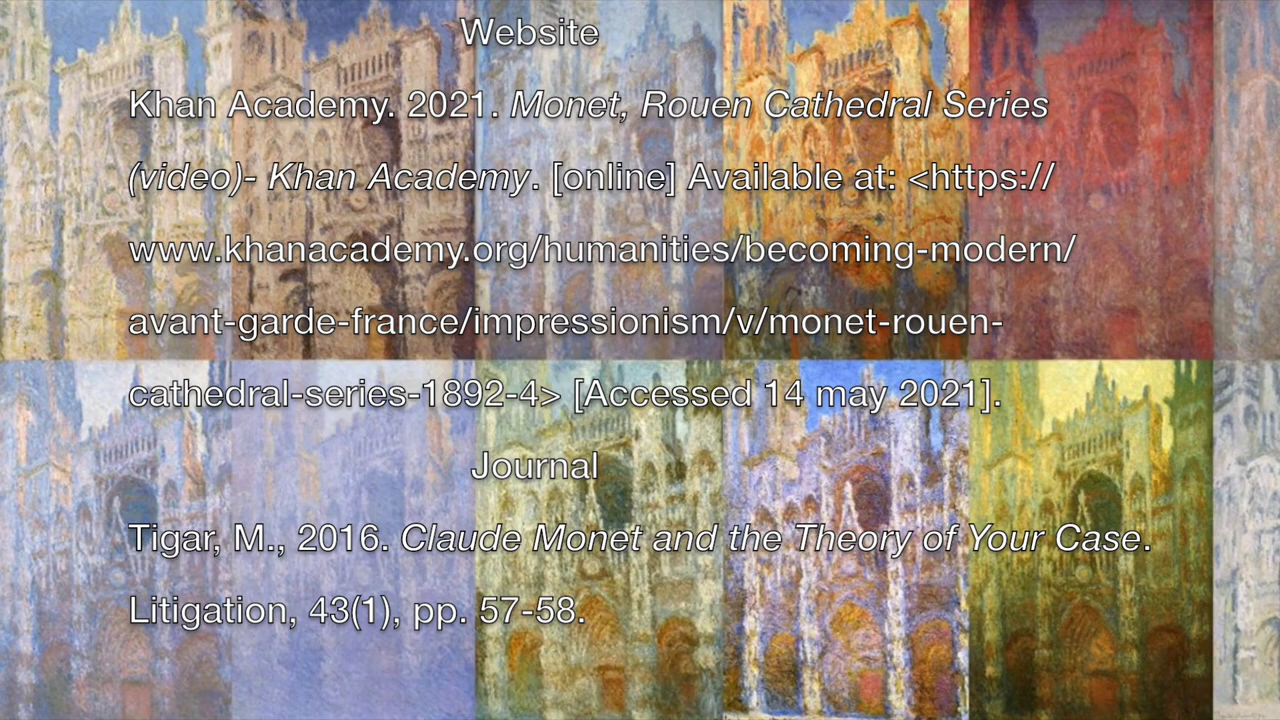 Website
Khan Academy. 2021. Monet, Rouen Cathedral Series
(video)- Khan Academy. [online] Available at: <https://
www.khanacademy.org/humanities/becoming-modern/
avant-garde-france/impressionism/v/monet-rouen-
cathedral-series-1892-4> [Accessed 14 may 2021].
Journal
Tigar, M., 2016. Claude Monet and the Theory of Your Case.
Litigation, 43(1), pp. 57-58.